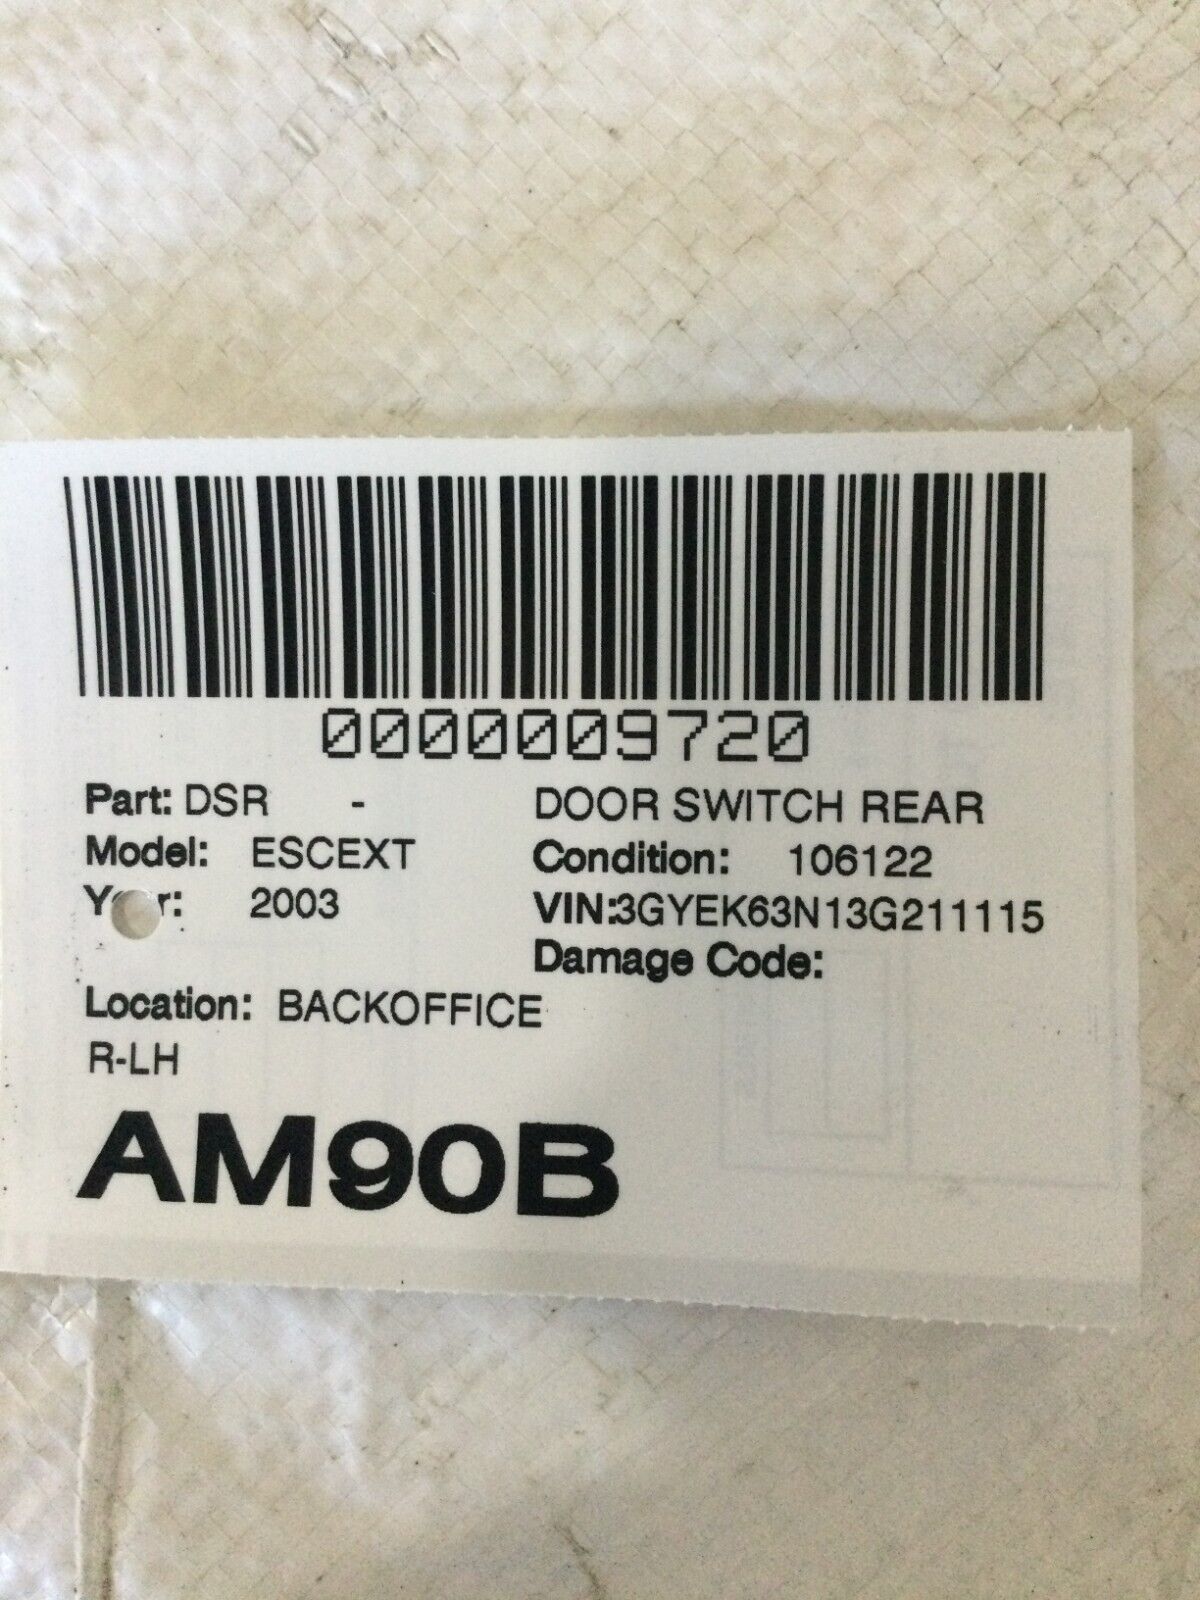 0000009720
Part: DSR - DOOR SWITCH REAR
Model: ESCEXT Condition: 106122
2003 VIN:3GYEK63N13G211115
Damage Code:
Location: BACKOFFICE
R-LH
AM90B